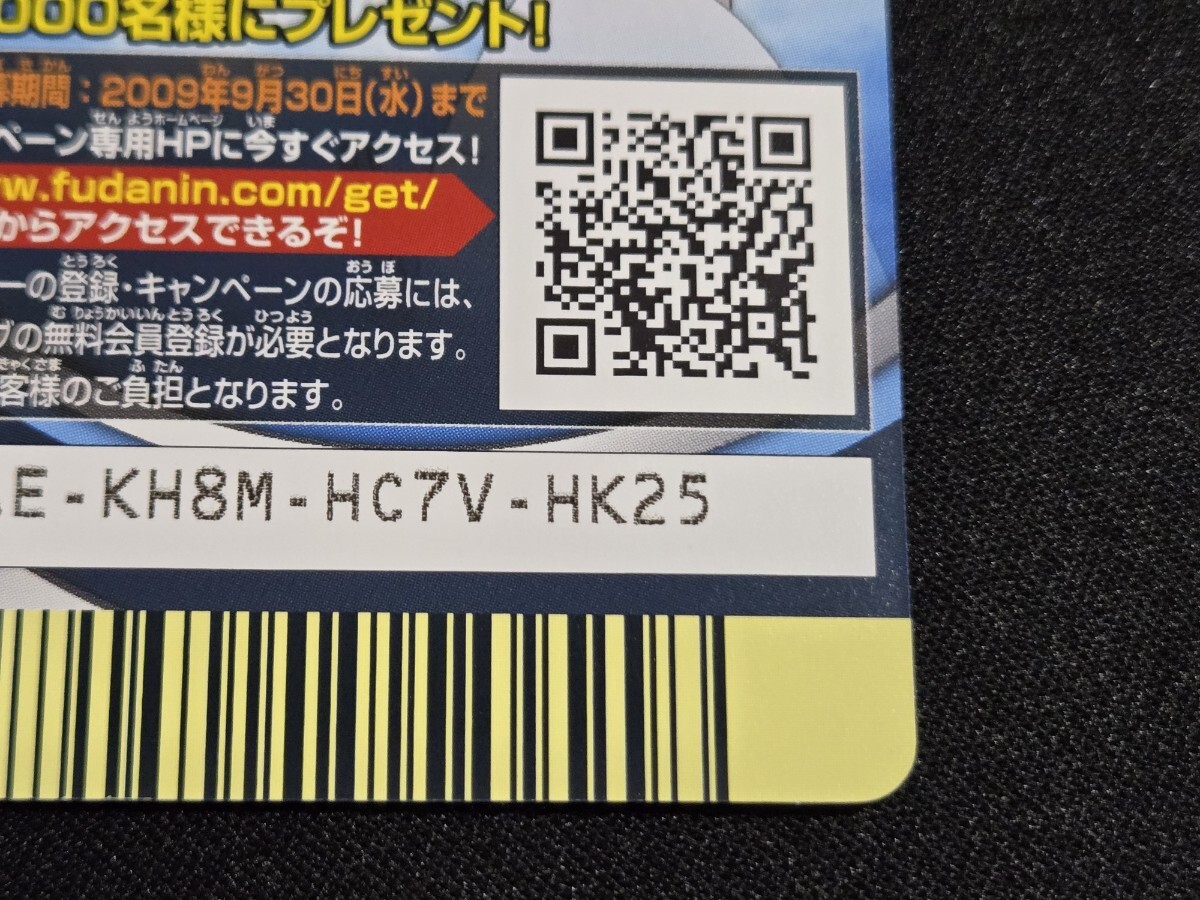 000名様にプレゼント!
募期間:2009年9月30日(水)まで
ペーン専用HPに今すぐアクセス!
w.fudanin.com/get/
からアクセスできるぞ!
ーの登録・キャンペーンの応募には、
ブの無料会員登録が必要となります。
客様のご負担となります。
E-KH8M-HC7V-HK25